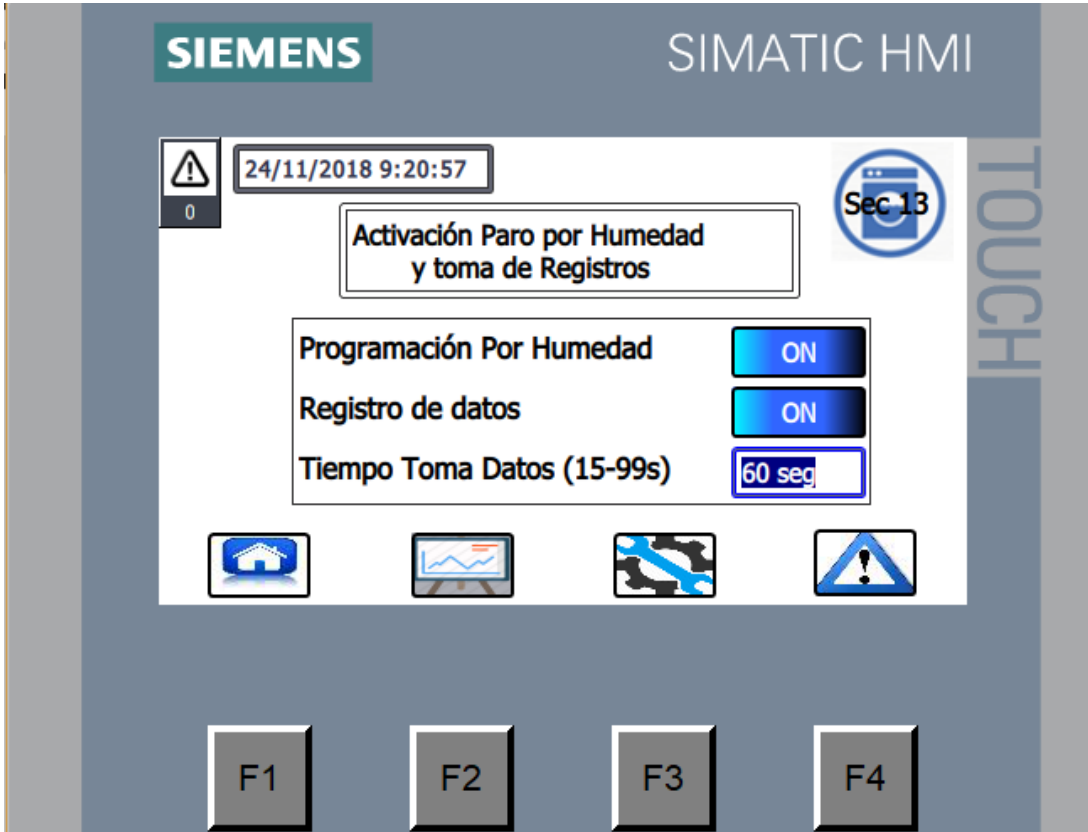 SIEMENS
SIMATIC HMI
TOUCH
0
24/11/2018 9:20:57
Sec 13
Activación Paro por Humedad
y toma de Registros
Programación Por Humedad
ON
Registro de datos
ON
Tiempo Toma Datos (15-99s)
60 seg
F1
F2
F3
F4